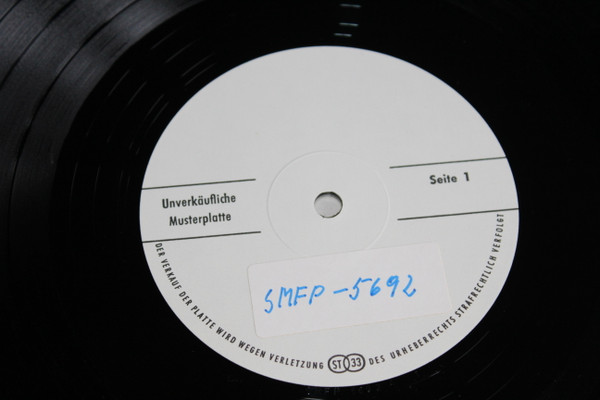 Unverkäufliche
Musterplatte
Seite 1
SMFP-5692
DER VERKAUF DER PLATTE WIRD WEGEN VERLETZUNG ST 33 DES URHEBERRECHTS STRAFRECHTLICH VERFOLGT